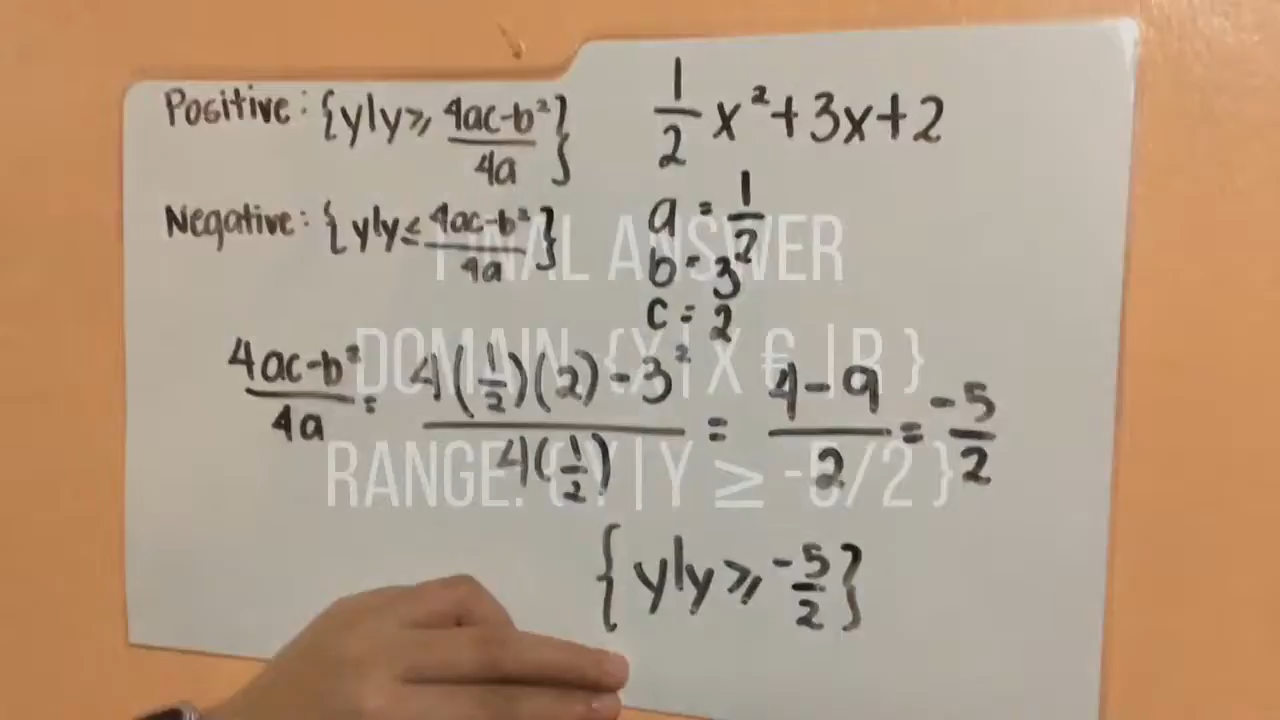 Positive: {y|y ≥ 4ac-b²/4a}
Negative: {y|y ≤ 4ac-b²/4a}
1/2 x² + 3x + 2
a = 1/2
b = 3
c = 2
4ac-b²/4a = 4(1/2)(2) - 3²/4(1/2) = 4-9/2 = -5/2
{y|y ≥ -5/2}
FINAL ANSWER
DOMAIN: {X | X € |R }
RANGE: {Y | Y ≥ -5/2 }